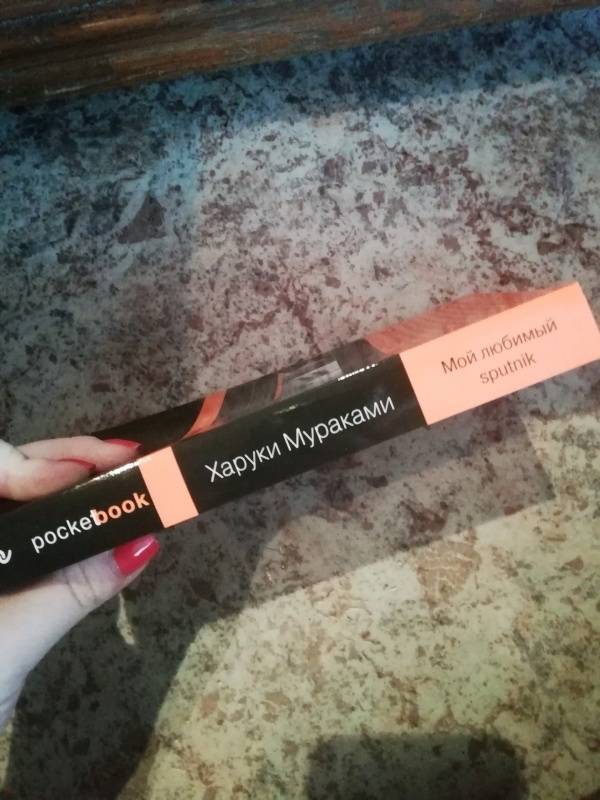 pocketbook
Харуки Мураками
Мой любимый
sputnik